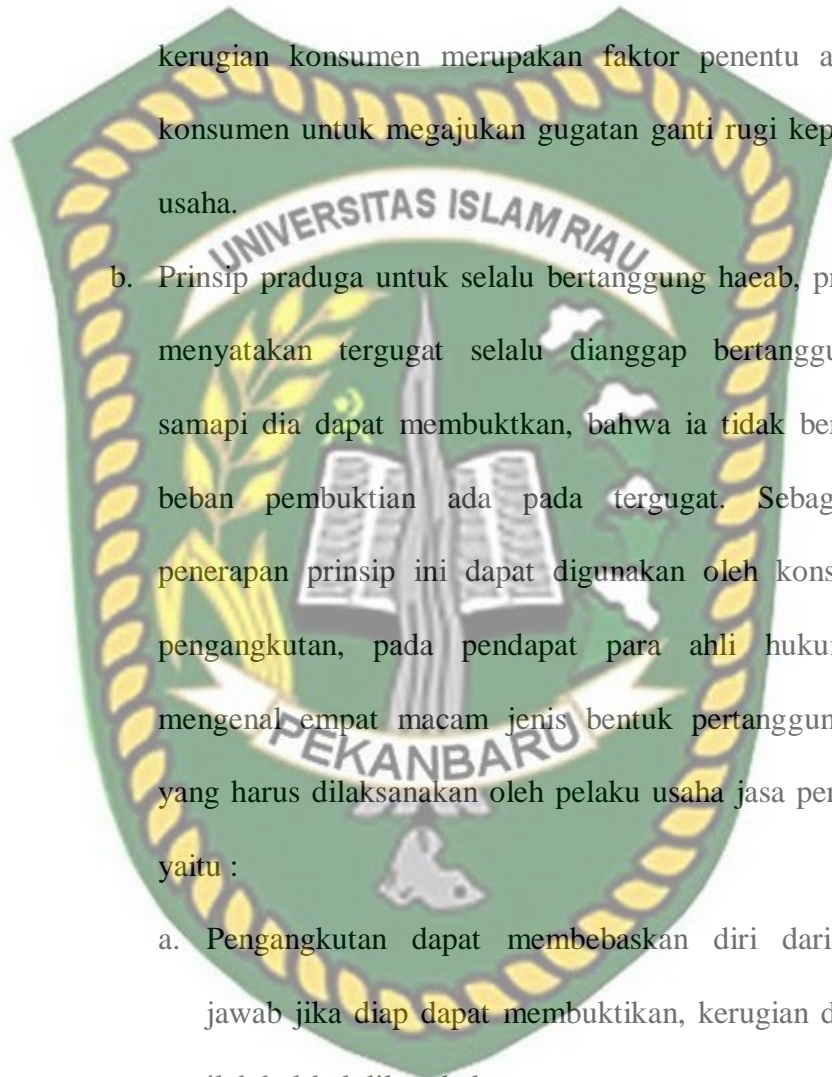 kerugian konsumen merupakan faktor penentu a
konsumen untuk megajukan gugatan ganti rugi kep
usaha.
UNIVERSITAS ISLAM RIAU
b. Prinsip praduga untuk selalu bertanggung haeab, pr
menyatakan tergugat selalu dianggap bertanggu
samapi dia dapat membuktkan, bahwa ia tidak ber
beban pembuktian ada pada tergugat. Sebag
penerapan prinsip ini dapat digunakan oleh kons
pengangkutan, pada pendapat para ahli huku
mengenal empat macam jenis bentuk pertanggun
PEKANBARU
yang harus dilaksanakan oleh pelaku usaha jasa pe
yaitu :
a. Pengangkutan dapat membebaskan diri dari
jawab jika diap dapat membuktikan, kerugian d